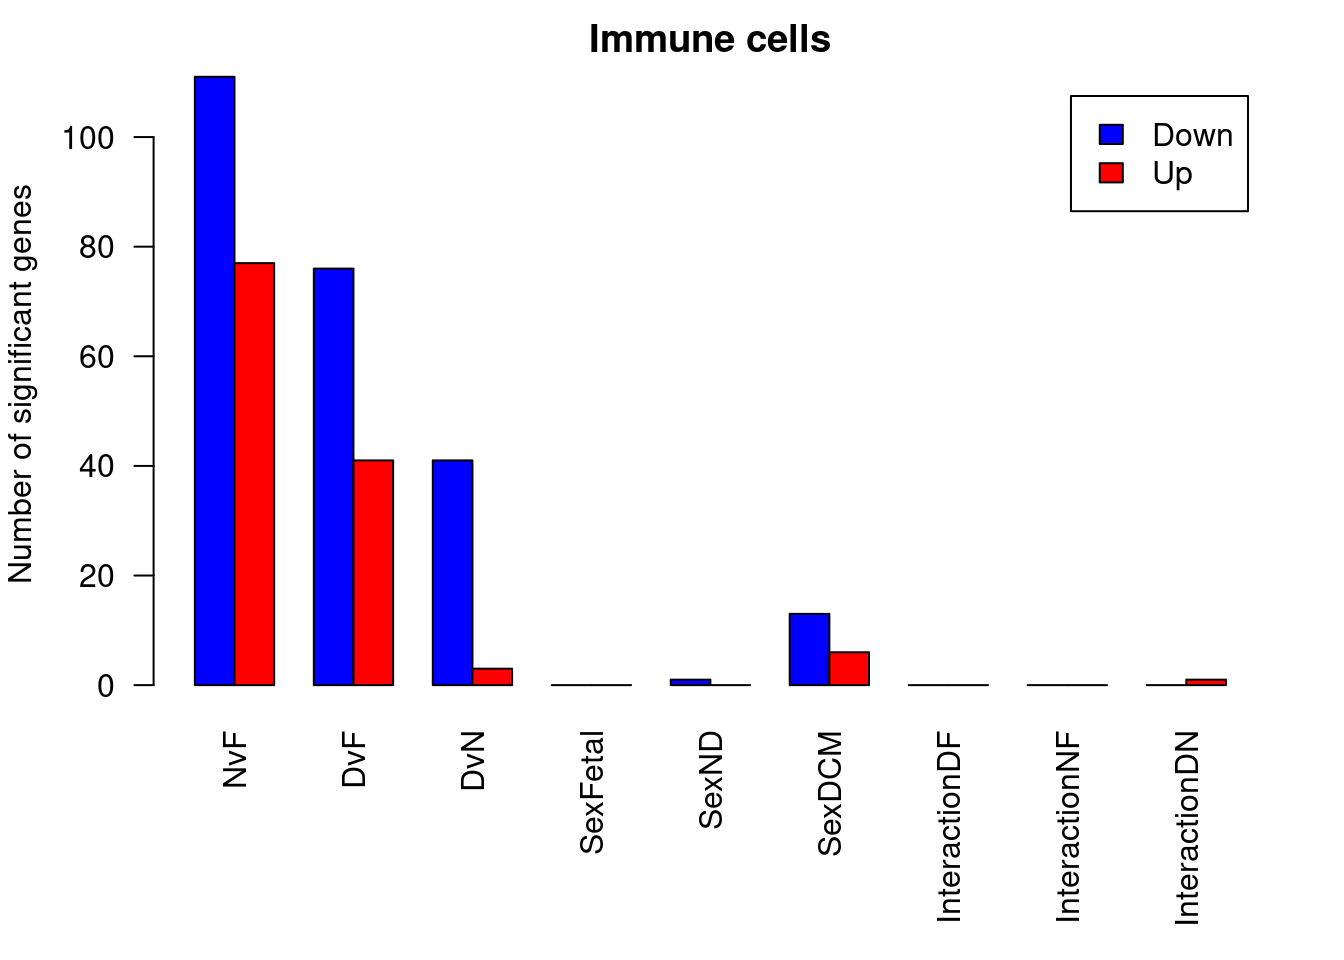 Immune cells
Down
Up
Number of significant genes
100
80
60
40
20
0
NvF
DvF
DvN
SexFetal
SexND
SexDCM
InteractionDF
InteractionNF
InteractionDN